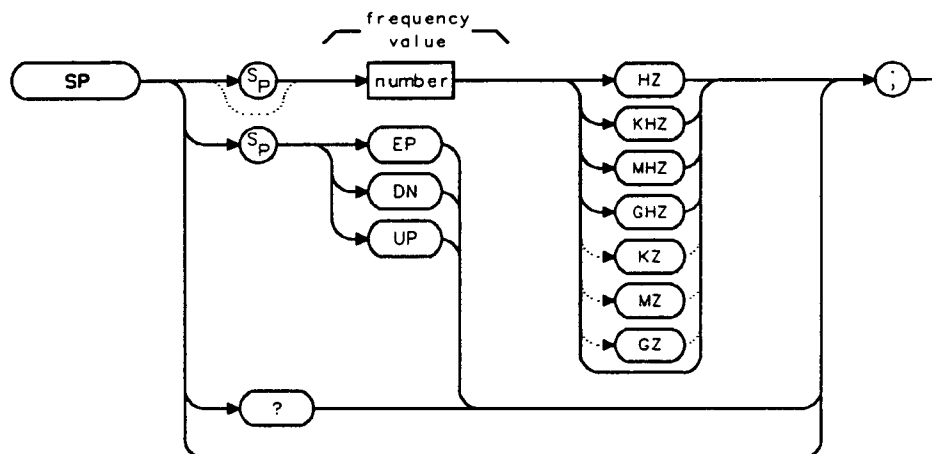 frequency
value
SP SP number HZ ;
KHZ
SP EP MHZ
DN GHZ
UP KZ
MZ
GZ
?